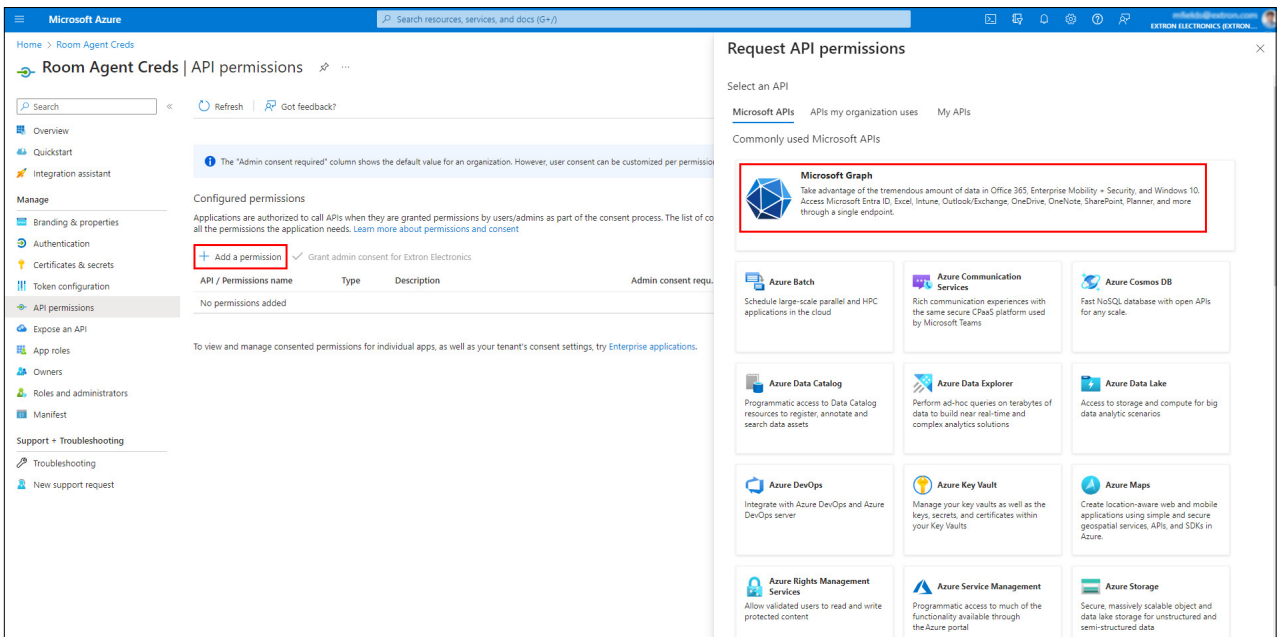 Microsoft Azure
Search resources, services, and docs (G+/)
EXTRON ELECTRONICS (EXTRON...
Home > Room Agent Creds
Room Agent Creds | API permissions
Search
Refresh
Got feedback?
Overview
Quickstart
Integration assistant
Manage
Branding & properties
Authentication
Certificates & secrets
Token configuration
API permissions
Expose an API
App roles
Owners
Roles and administrators
Manifest
Support + Troubleshooting
Troubleshooting
New support request
The "Admin consent required" column shows the default value for an organization. However, user consent can be customized per permission
Configured permissions
Applications are authorized to call APIs when they are granted permissions by users/admins as part of the consent process. The list of co
all the permissions the application needs. Learn more about permissions and consent
+ Add a permission
Grant admin consent for Extron Electronics
API / Permissions name Type Description Admin consent requ...
No permissions added
To view and manage consented permissions for individual apps, as well as your tenant's consent settings, try Enterprise applications.
Request API permissions
Select an API
Microsoft APIs APIs my organization uses My APIs
Commonly used Microsoft APIs
Microsoft Graph
Take advantage of the tremendous amount of data in Office 365, Enterprise Mobility + Security, and Windows 10.
Access Microsoft Entra ID, Excel, Intune, Outlook/Exchange, OneDrive, OneNote, SharePoint, Planner, and more
through a single endpoint.
Azure Batch
Schedule large-scale parallel and HPC
applications in the cloud
Azure Communication
Services
Rich communication experiences with
the same secure CPaaS platform used
by Microsoft Teams
Azure Cosmos DB
Fast NoSQL database with open APIs
for any scale.
Azure Data Catalog
Programmatic access to Data Catalog
resources to register, annotate and
search data assets
Azure Data Explorer
Perform ad-hoc queries on terabytes of
data to build near real-time and
complex analytics solutions
Azure Data Lake
Access to storage and compute for big
data analytic scenarios
Azure DevOps
Integrate with Azure DevOps and Azure
DevOps server
Azure Key Vault
Manage your key vaults as well as the
keys, secrets, and certificates within
your Key Vaults
Azure Maps
Create location-aware web and mobile
applications using simple and secure
geospatial services, APIs, and SDKs in
Azure.
Azure Rights Management
Services
Allow validated users to read and write
protected content
Azure Service Management
Programmatic access to much of the
functionality available through
the Azure portal
Azure Storage
Secure, massively scalable object and
data lake storage for unstructured and
semi-structured data